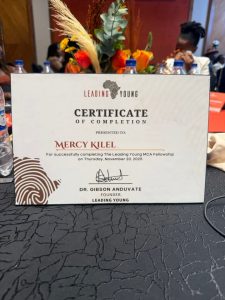 LEADING YOUNG
CERTIFICATE
OF COMPLETION
PRESENTED TO
MERCY KILEL
For successfully completing The Leading Young MCA Fellowship
on Thursday, November 20, 2025
DR. GIBSON ANDUVATE
FOUNDER,
LEADING YOUNG